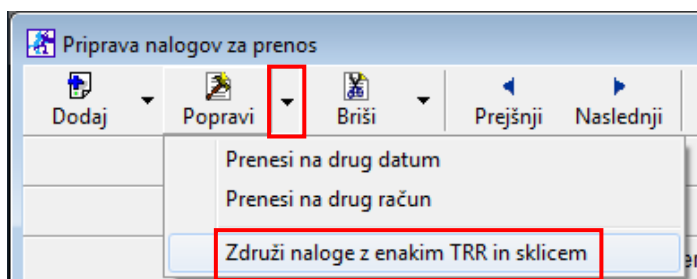 Priprava nalogov za prenos
Dodaj Popravi Briši Prejšnji Naslednji
Prenesi na drug datum
Prenesi na drug račun
Združi naloge z enakim TRR in sklicem